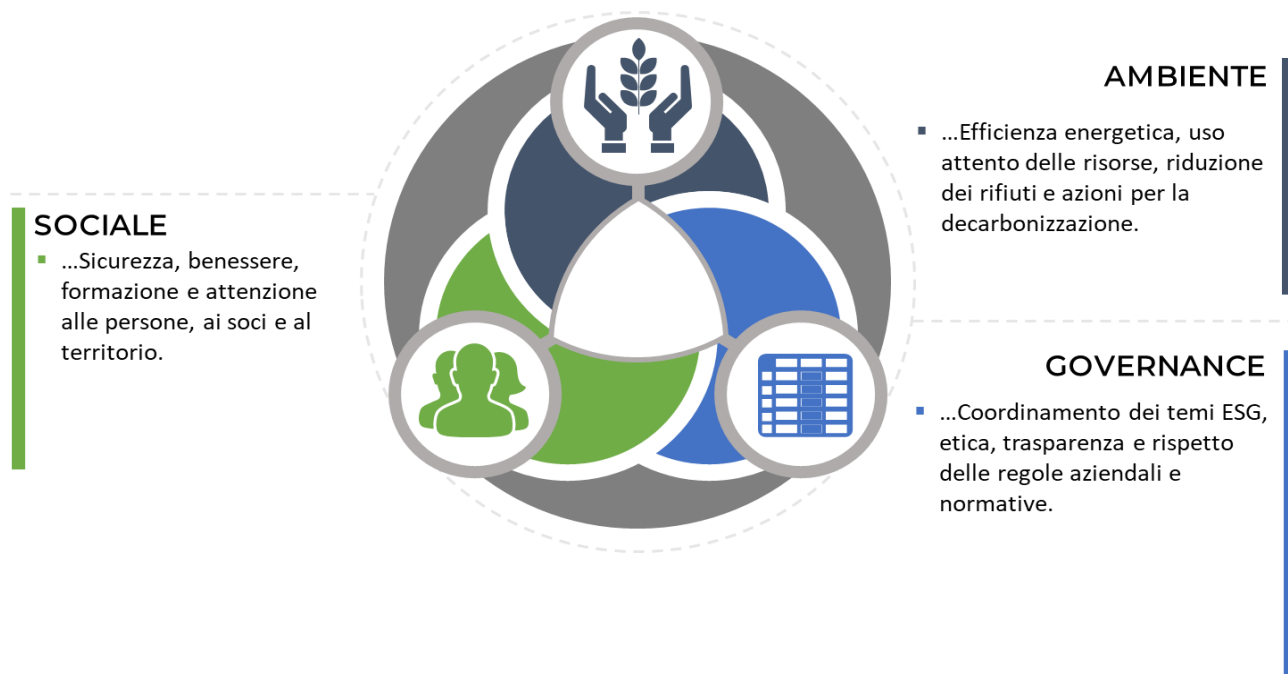 SOCIALE
▪ ...Sicurezza, benessere,
formazione e attenzione
alle persone, ai soci e al
territorio.
AMBIENTE
▪ ...Efficienza energetica, uso
attento delle risorse, riduzione
dei rifiuti e azioni per la
decarbonizzazione.
GOVERNANCE
▪ ...Coordinamento dei temi ESG,
etica, trasparenza e rispetto
delle regole aziendali e
normative.